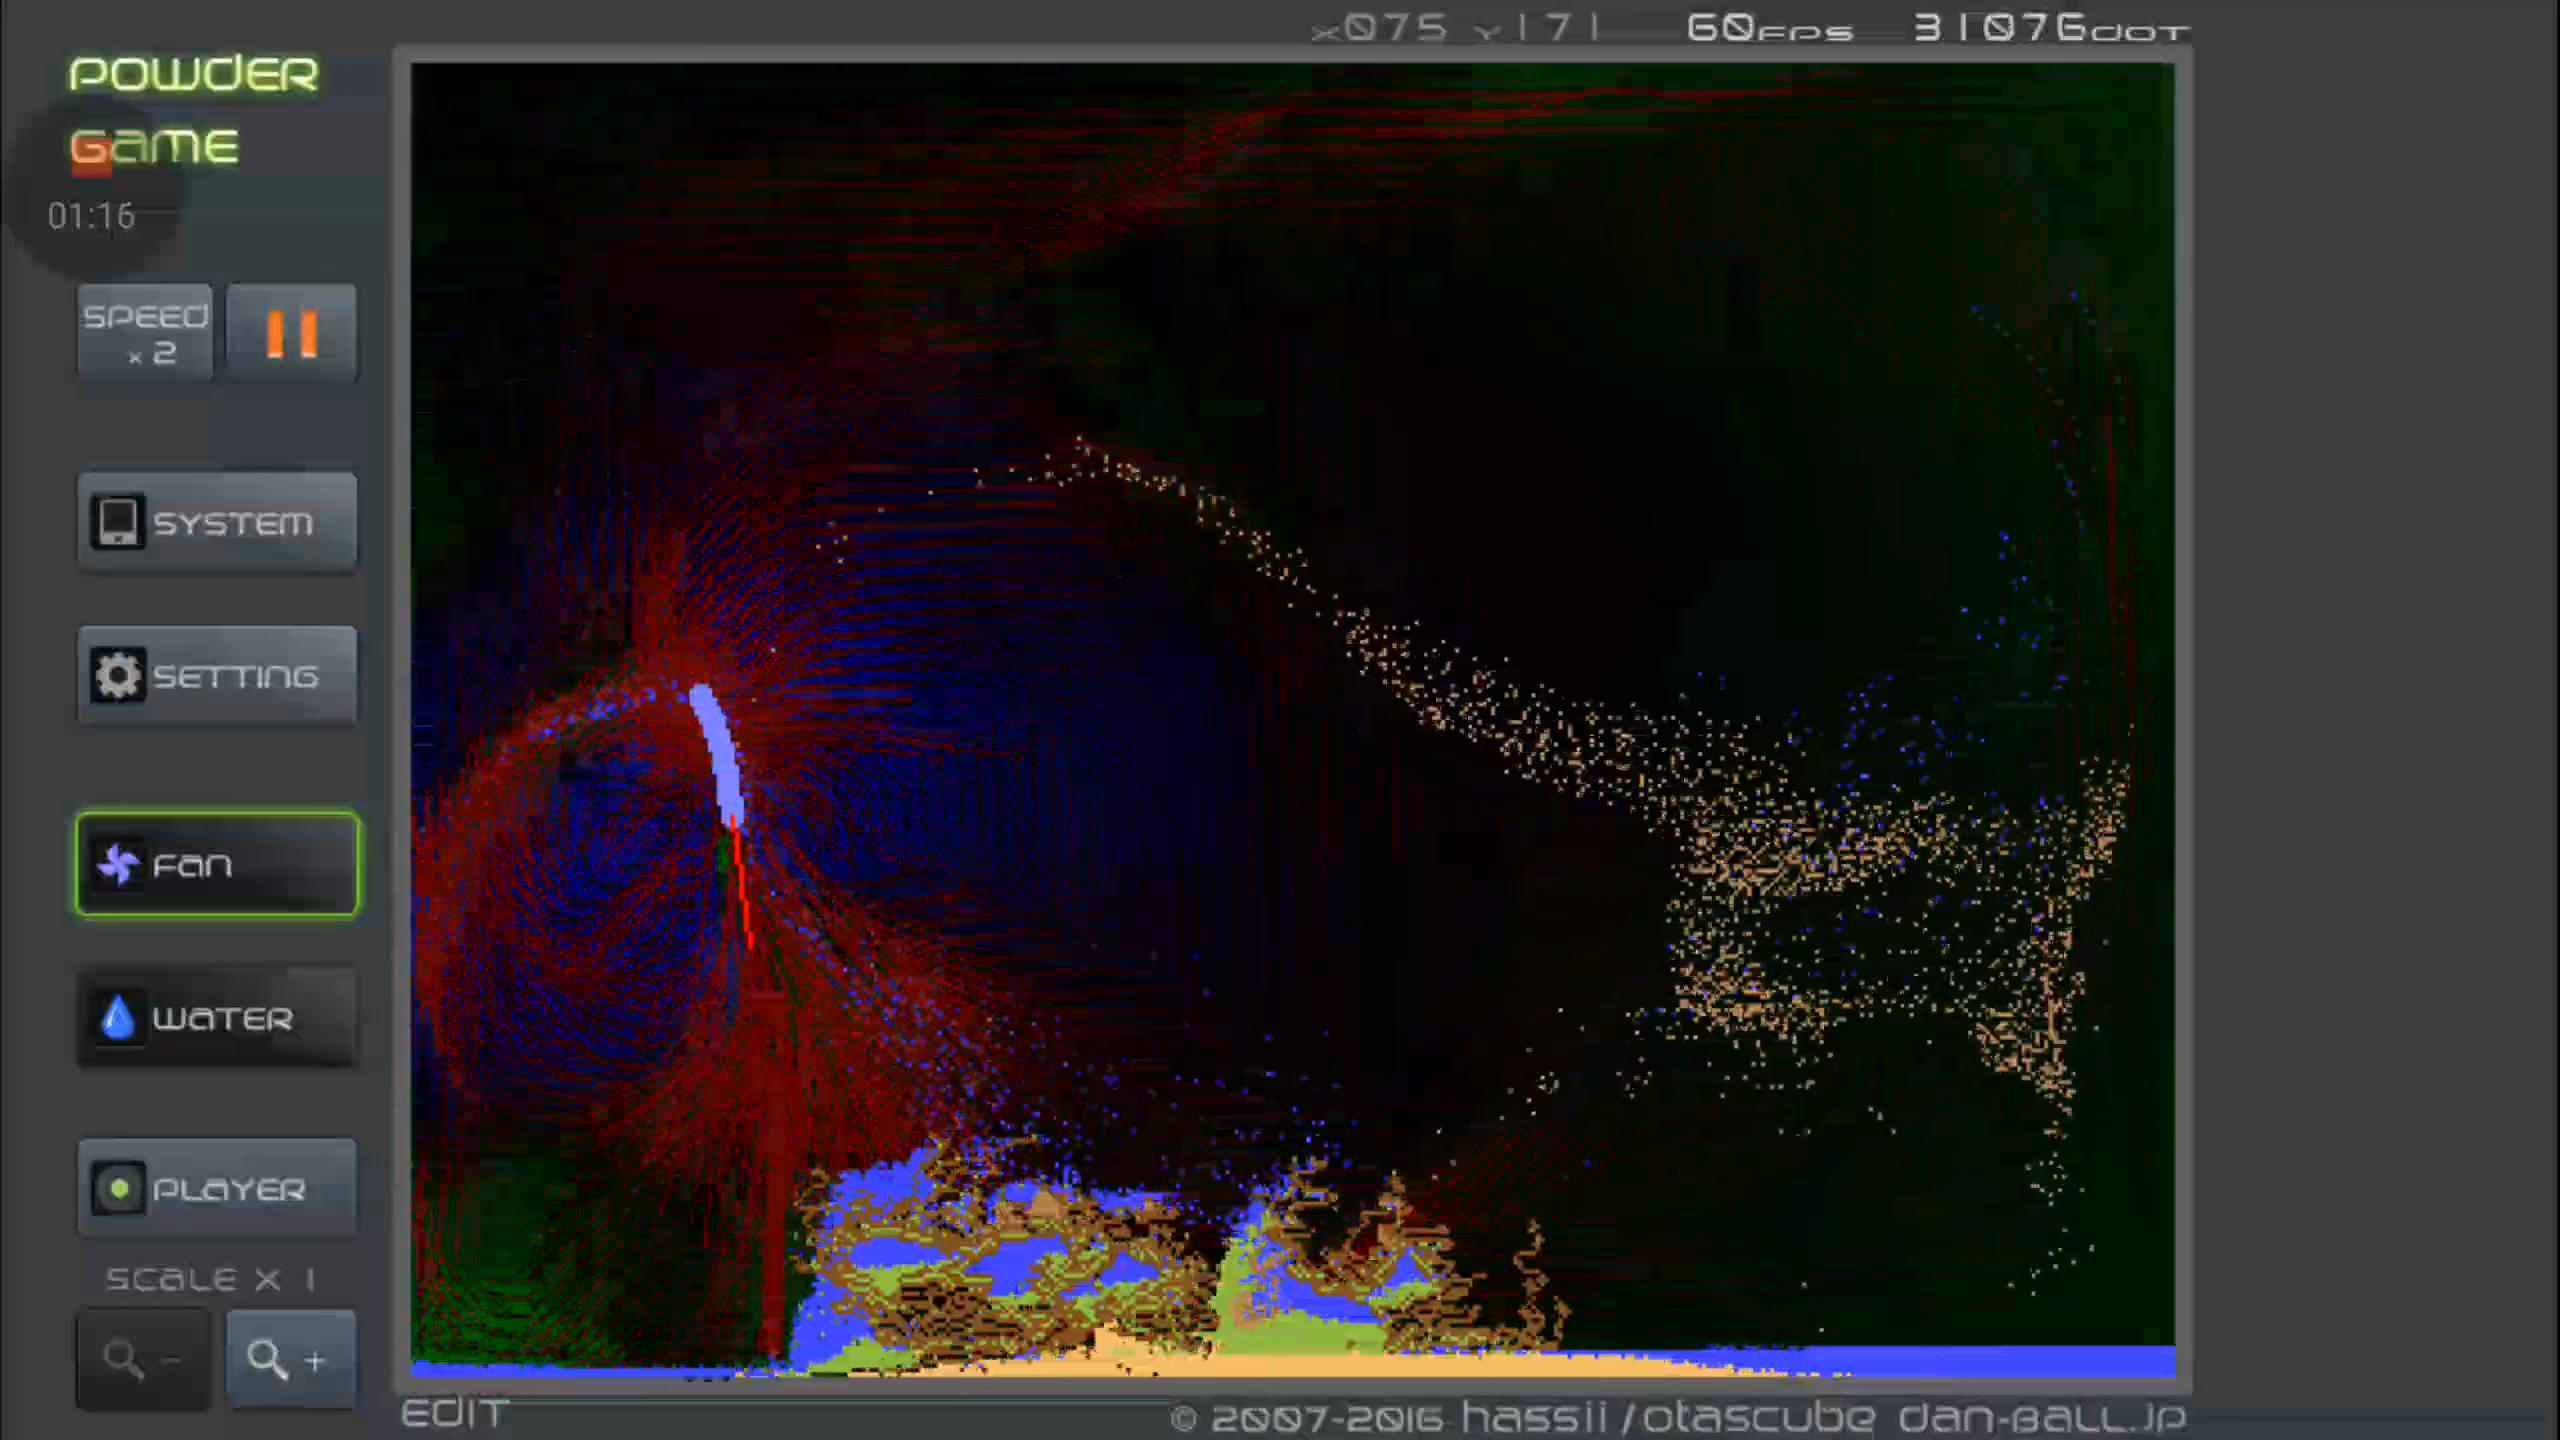 x075 y171 60FPS 31076dot
POWDER
GAME
01:16
SPEED
x2
SYSTEM
SETTING
Fan
WATER
PLAYER
SCALE X 1
EDIT
© 2007-2016 hassii/otascube dan-ball.jp